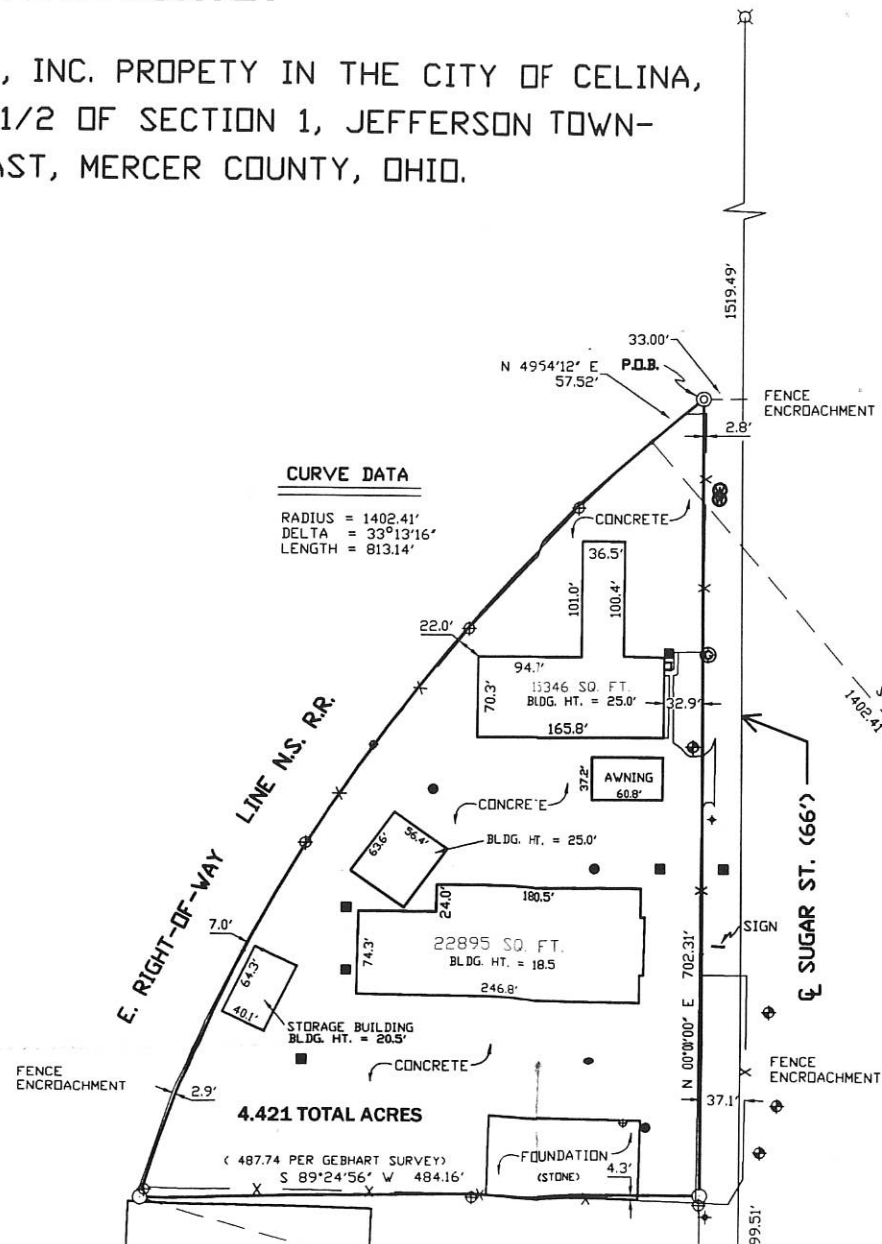 , INC. PROPETY IN THE CITY OF CELINA,
1/2 OF SECTION 1, JEFFERSON TOWN-
AST, MERCER COUNTY, OHIO.
1519.49'
33.00'
N 4954'12" E
57.52'
P.O.B.
FENCE
ENCROACHMENT
2.8'
CURVE DATA
RADIUS = 1402.41'
DELTA = 33°13'16"
LENGTH = 813.14'
CONCRETE
36.5'
101.0'
100.4'
22.0'
94.7'
SQ. FT.
70.3'
BLDG. HT. = 25.0'
32.9'
165.8'
1402.41
E. RIGHT-OF-WAY LINE N.S. R.R.
37.2'
AWNING
60.8'
CONCRETE
63.6'
56.4'
BLDG. HT. = 25.0'
℄ SUGAR ST. (66')
24.0'
180.5'
7.0'
74.3'
22895 SQ. FT.
BLDG. HT. = 18.5
246.8'
SIGN
64.3'
40.1'
STORAGE BUILDING
BLDG. HT. = 20.5'
N 00°01'00" E 702.31'
CONCRETE
FENCE
ENCROACHMENT
2.9'
FENCE
ENCROACHMENT
37.1'
4.421 TOTAL ACRES
( 487.74 PER GEBHART SURVEY)
S 89°24'56" W 484.16'
FOUNDATION
(STONE)
4.3'
99.51'